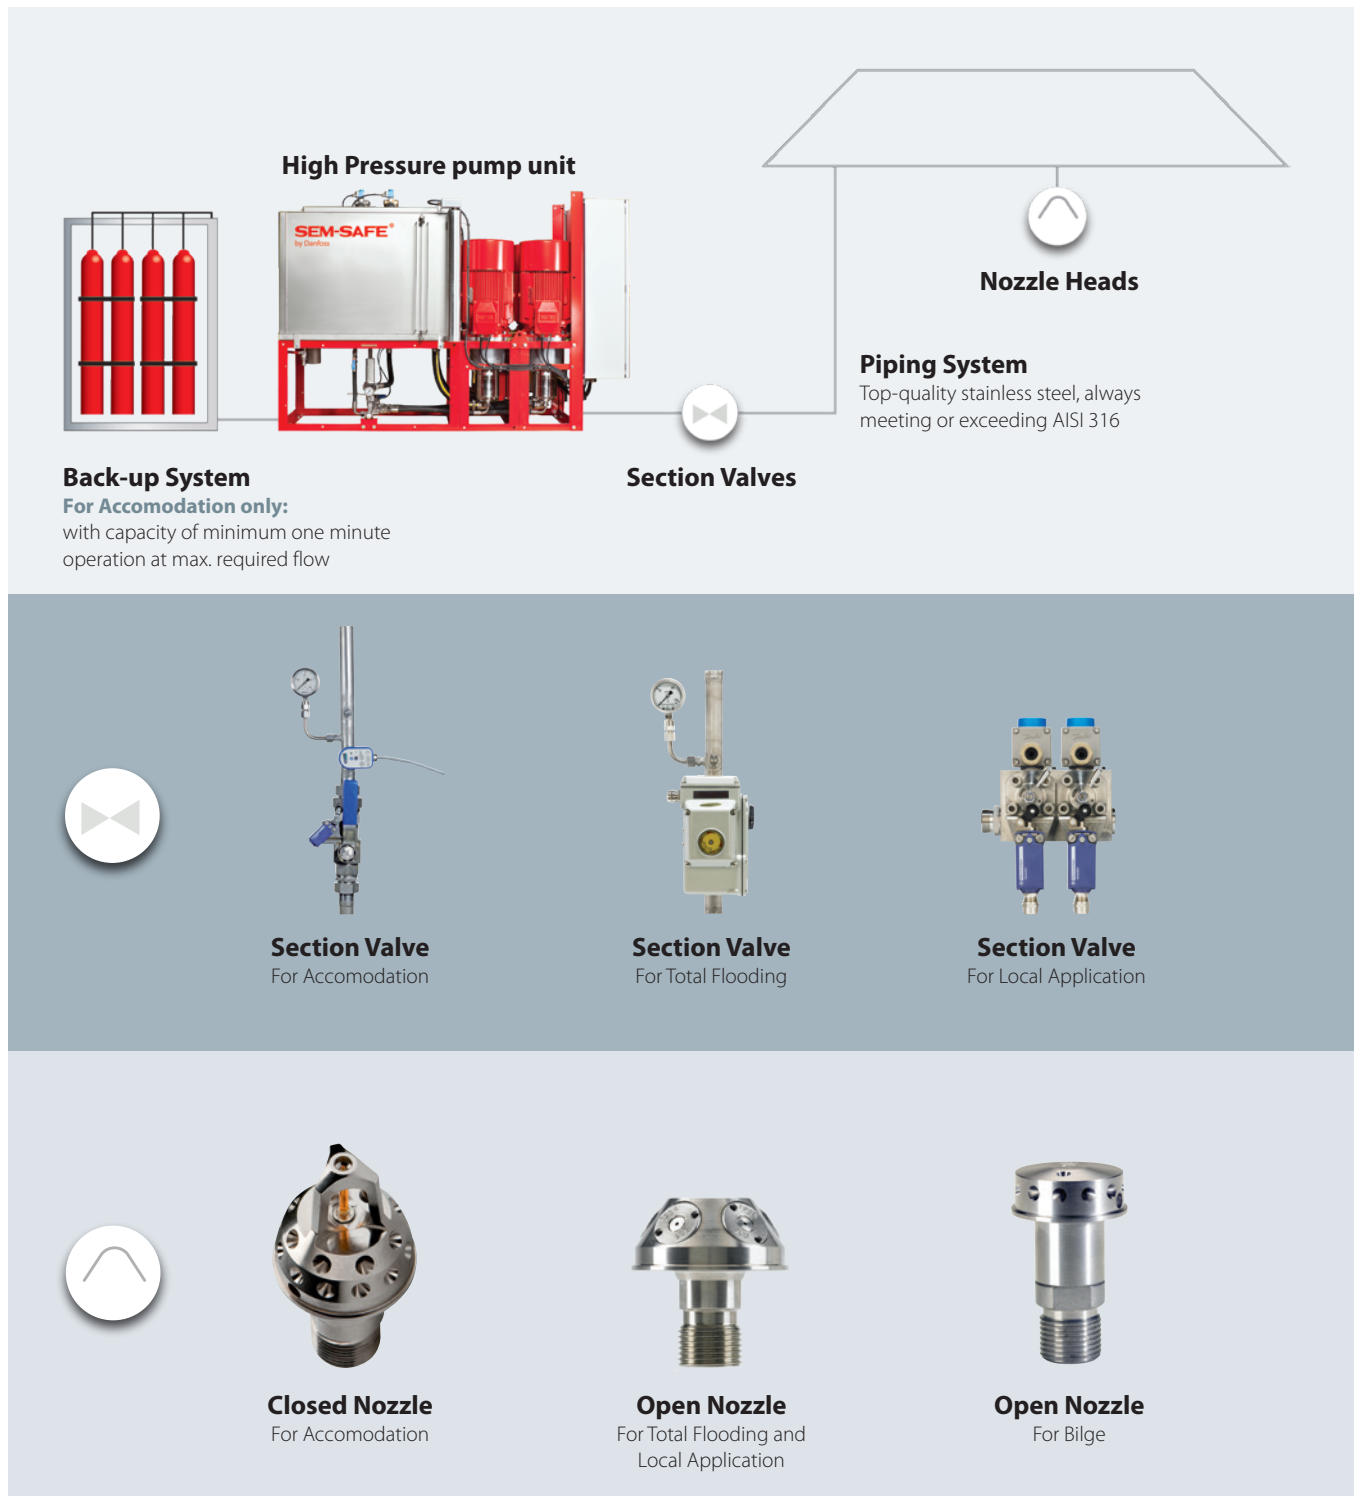 High Pressure pump unit
SEM-SAFE®
by Danfoss
Nozzle Heads
Piping System
Top-quality stainless steel, always
meeting or exceeding AISI 316
Back-up System
For Accomodation only:
with capacity of minimum one minute
operation at max. required flow
Section Valves
Section Valve
For Accomodation
Section Valve
For Total Flooding
Section Valve
For Local Application
Closed Nozzle
For Accomodation
Open Nozzle
For Total Flooding and
Local Application
Open Nozzle
For Bilge